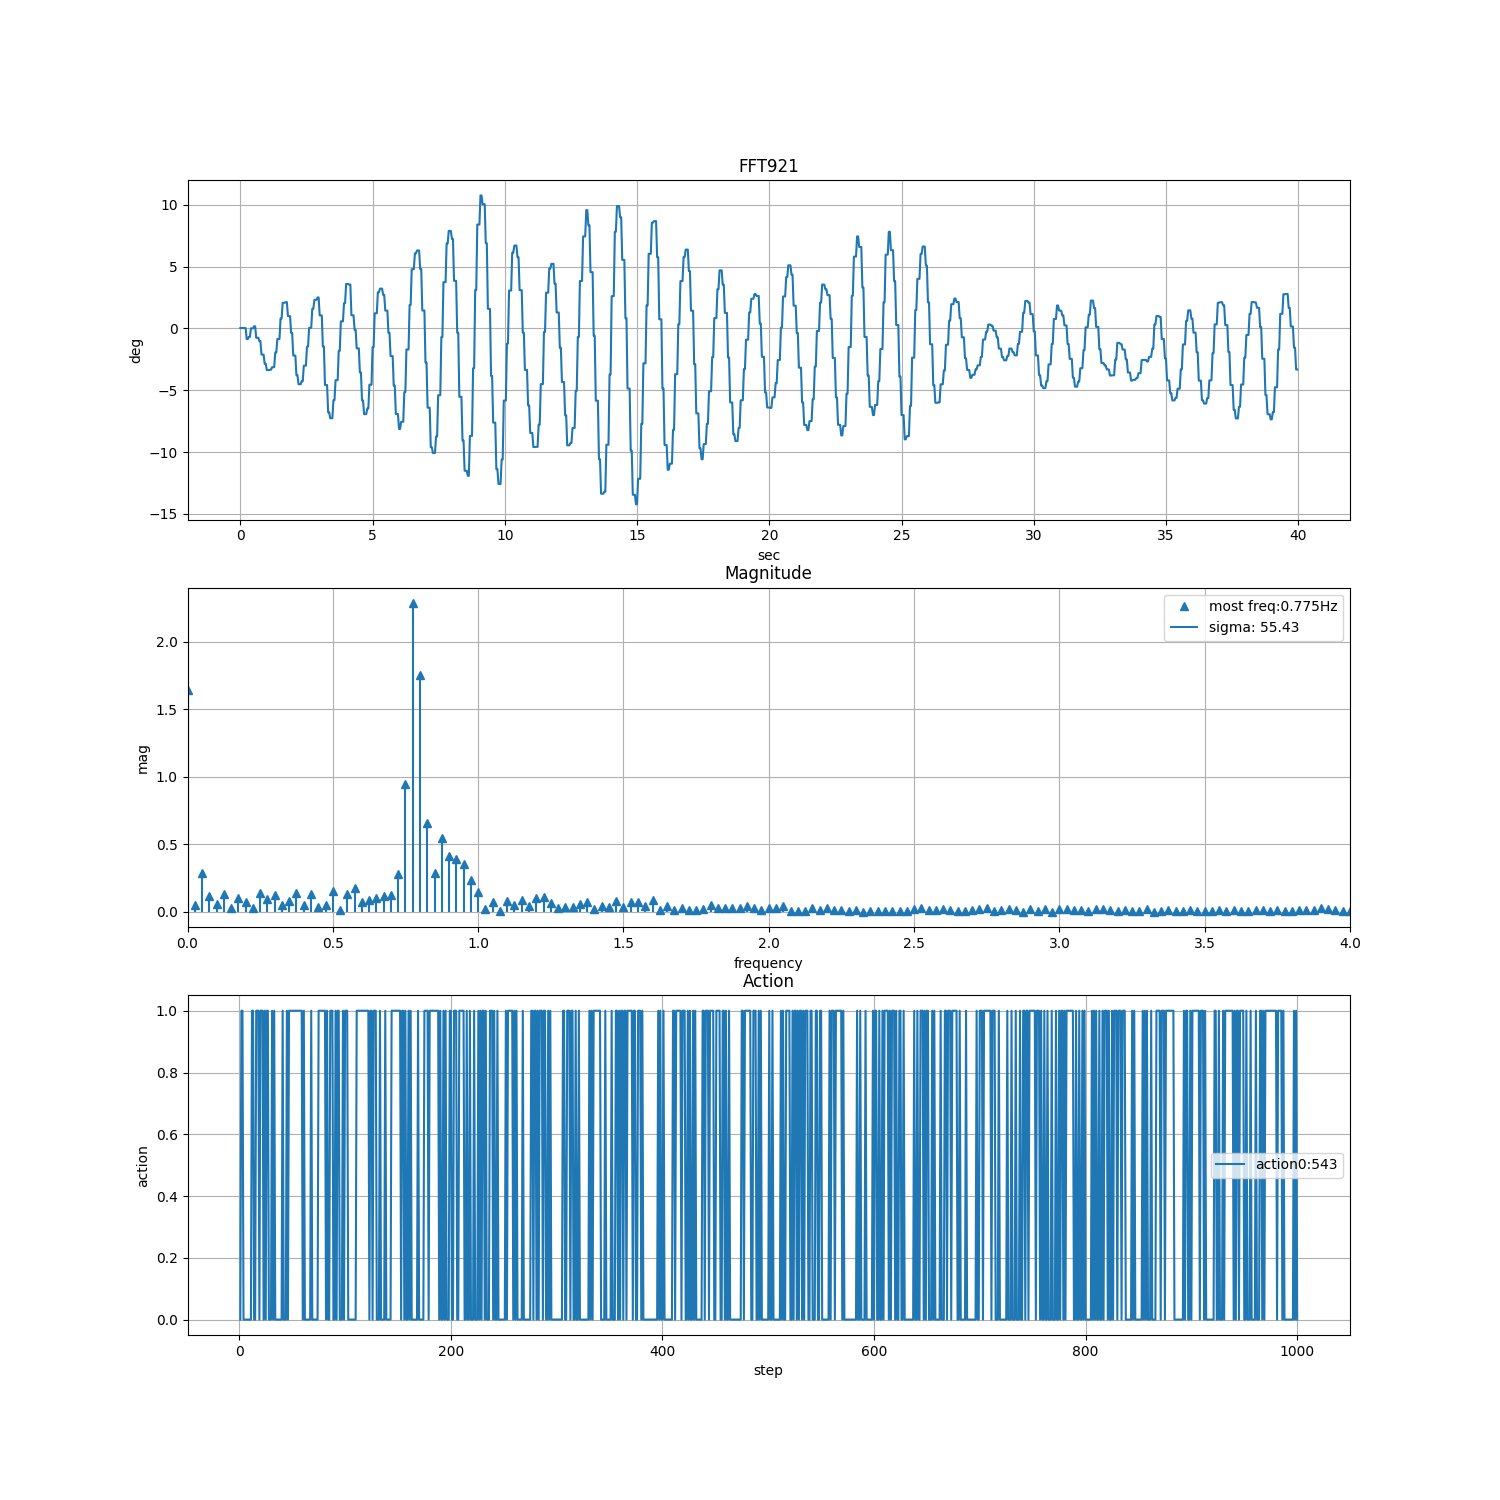 FFT921
10
5
0
−5
−10
−15
deg
0 5 10 15 20 25 30 35 40
sec
Magnitude
most freq:0.775Hz
sigma: 55.43
2.0
1.5
1.0
0.5
0.0
mag
0.0 0.5 1.0 1.5 2.0 2.5 3.0 3.5 4.0
frequency
Action
1.0
0.8
0.6
0.4
0.2
0.0
action
action0:543
0 200 400 600 800 1000
step